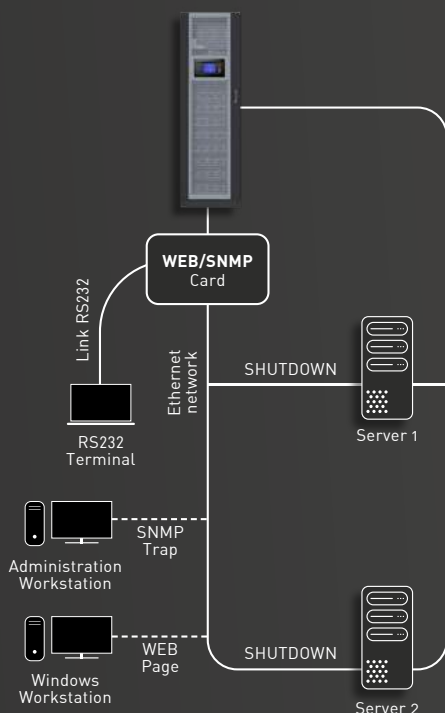 WEB/SNMP
Card
Link RS232
Ethernet
network
SHUTDOWN
Server 1
RS232
Terminal
SNMP
Trap
Administration
Workstation
WEB
Page
SHUTDOWN
Windows
Workstation
Server 2